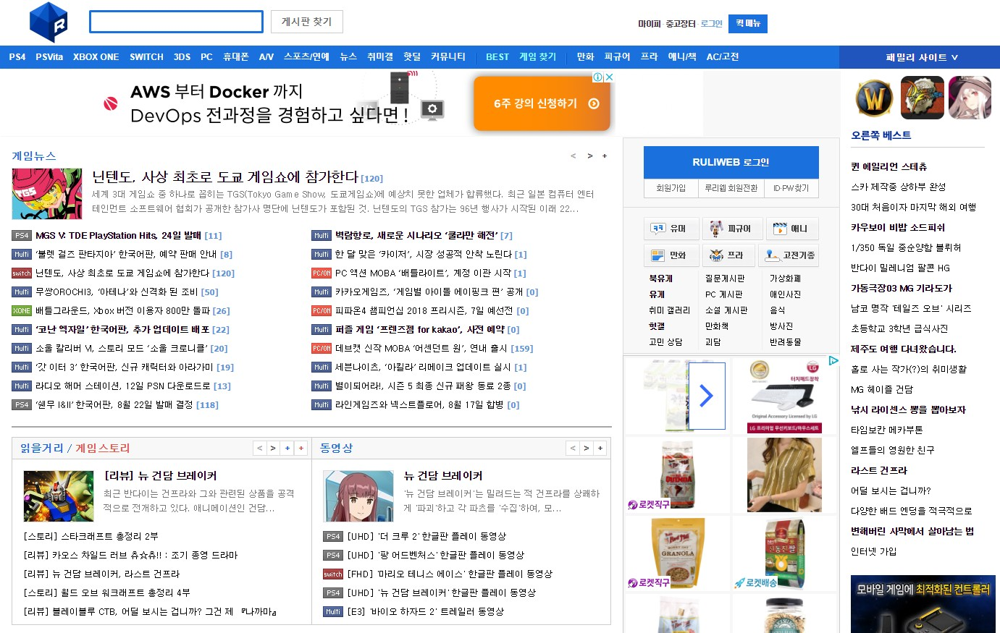 R
게시판 찾기
마이피 · 중고장터 · 로그인
퀵 메뉴
PS4 PSVita XBOX ONE SWITCH 3DS PC 휴대폰 A/V 스포츠/연예 뉴스 취미갤 핫딜 커뮤니티 BEST 게임 찾기 만화 피규어 프라 애니/책 AC/고전
패밀리 사이트 ∨
AWS 부터 Docker 까지
DevOps 전과정을 경험하고 싶다면!
6주 강의 신청하기
게임뉴스
< > +
닌텐도, 사상 최초로 도쿄 게임쇼에 참가한다 [120]
TGS
세계 3대 게임쇼 중 하나로 꼽히는 TGS(Tokyo Game Show, 도쿄게임쇼)에 예상치 못한 업체가 합류했다. 최근 일본 컴퓨터 엔터
테인먼트 소프트웨어 협회가 공개한 참가사 명단에 닌텐도가 포함된 것. 닌텐도의 TGS 참가는 96년 행사가 시작된 이래 22...
PS4 MGS V: TDE PlayStation Hits, 24일 발매 [11]
Multi ‘불렛 걸즈 판타지아’ 한국어판, 예약 판매 안내 [8]
switch 닌텐도, 사상 최초로 도쿄 게임쇼에 참가한다 [120]
Multi 무쌍OROCHI3, ‘아테나’와 신격화 된 조비 [50]
XONE 배틀그라운드, Xbox 버전 이용자 800만 돌파 [26]
Multi ‘코난 엑자일’ 한국어판, 추가 업데이트 배포 [22]
Multi 소울 칼리버 VI, 스토리 모드 ‘소울 크로니클’ [20]
Multi ‘갓 이터 3’ 한국어판, 신규 캐릭터와 아라가미 [19]
Multi 라디오 해머 스테이션, 12일 PSN 다운로드로 [13]
PS4 ‘쉔무 I&II’ 한국어판, 8월 22일 발매 결정 [118]
Multi 벽람항로, 새로운 시나리오 ‘쿨라만 해전’ [7]
Multi 한 달 맞은 ‘카이저’, 시장 성공적 안착 노린다 [1]
PC/ON PC 액션 MOBA ‘배틀라이트’, 계정 이관 시작 [1]
Multi 카카오게임즈, ‘게임별 아이돌 에이핑크 편’ 공개 [0]
PC/ON 피파온4 챔피언십 2018 프리시즌, 7일 예선전 [0]
Multi 퍼즐 게임 ‘프렌즈젬 for kakao’, 사전 예약 [0]
PC/ON 데브캣 신작 MOBA ‘어센던트 원’, 연내 출시 [159]
Multi 세븐나이츠, ‘아킬라’ 리메이크 업데이트 실시 [1]
Multi 별이되어라!, 시즌 5 최종 신규 패왕 동료 2종 [0]
Multi 라인게임즈와 넥스트플로어, 8월 17일 합병 [0]
읽을거리 / 게임스토리
< > + +
[리뷰] 뉴 건담 브레이커
최근 반다이는 건프라와 그와 관련된 상품을 공격
적으로 전개하고 있다. 애니메이션인 건담...
[스토리] 스타크래프트 총정리 2부
[리뷰] 카오스 차일드 러브 츄☆츄!! : 조기 종영 드라마
[리뷰] 뉴 건담 브레이커, 라스트 건프라
[스토리] 월드 오브 워크래프트 총정리 4부
[리뷰] 블레이블루 CTB, 어딜 보시는 겁니까? 그건 제 『나카마』
동영상
< > +
뉴 건담 브레이커
'뉴 건담 브레이커'는 밀려드는 적 건프라를 상쾌하
게 '파괴'하고 각 파츠를 '수집'하여, 모...
PS4 [UHD] '더 크루 2' 한글판 플레이 동영상
PS4 [UHD] '팡 어드벤처스' 한글판 플레이 동영상
switch [FHD] '마리오 테니스 에이스' 한글판 플레이 동영상
PS4 [UHD] '뉴 건담 브레이커' 한글판 플레이 동영상
Multi [E3] '바이오 하자드 2' 트레일러 동영상
RULIWEB 로그인
회원가입 루리웹 회원전환 ID·PW찾기
유머 피규어 애니
만화 프라 고전기종
북유게 질문게시판 가상화폐
유게 PC 게시판 애인사진
취미 갤러리 소설 게시판 음식
핫갤 만화책 방사진
고민 상담 괴담 반려동물
LG
터치패드장착
Original Accessory Licensed by LG
LG 프리미엄 무선키보드/마우스세트
QUINOA
로켓직구
GRANOLA
로켓직구
신동진쌀
로켓배송
W
오른쪽 베스트
퀸 에일리언 스태츄
스카 제작중 상하부 완성
30대 처음이자 마지막 해외 여행
카우보이 비밥 소드피쉬
1/350 독일 중순양함 블뤼허
반다이 밀레니엄 팔콘 HG
가동극장03 MG 기라도가
남코 명작 '테일즈 오브' 시리즈
초등학교 3학년 급식사진
제주도 여행 다녀왔습니다.
홀로 사는 작가(?)의 취미생활
MG 헤이즐 건담
낚시 라이센스 뽕을 뽑아보자
타임보칸 메카부톤
엘프들의 영원한 친구
라스트 건프라
어딜 보시는 겁니까?
다양한 배드 엔딩을 적극적으로
변해버린 사막에서 살아남는 법
인터넷 가입
모바일 게임에 최적화된 컨트롤러